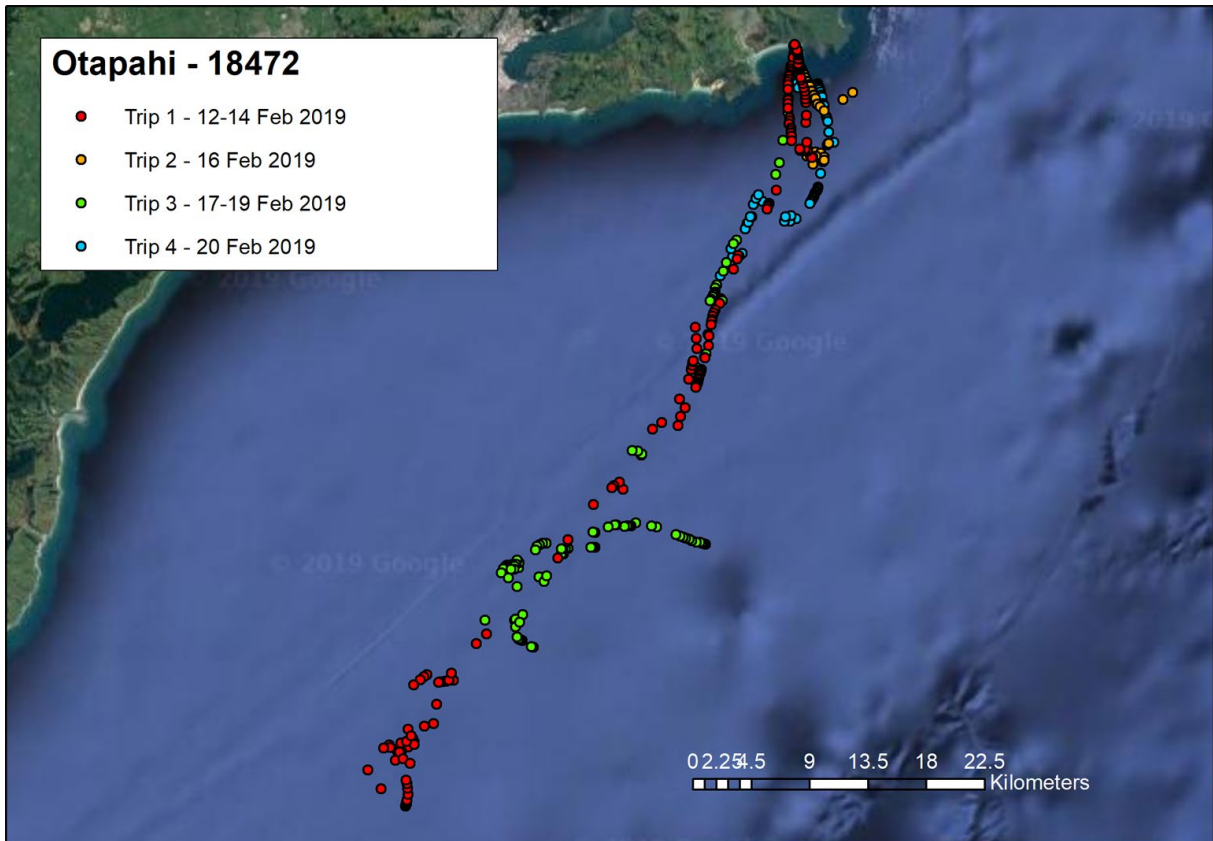 Otapahi - 18472
Trip 1 - 12-14 Feb 2019
Trip 2 - 16 Feb 2019
Trip 3 - 17-19 Feb 2019
Trip 4 - 20 Feb 2019
2019 Google
© 2019 Google
© 2019 Google
0 2.25 4.5 9 13.5 18 22.5
Kilometers